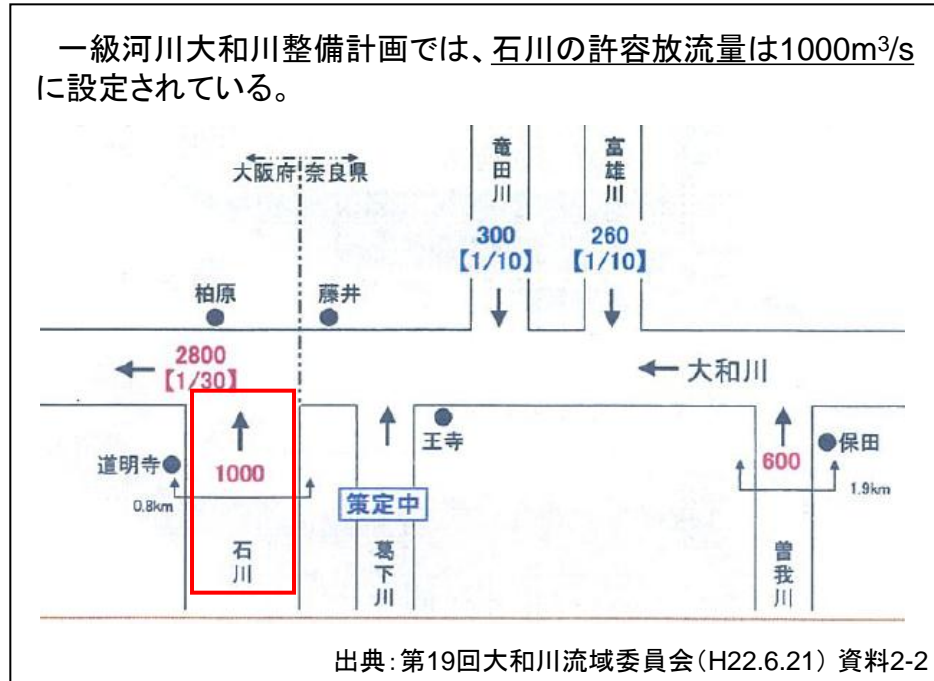 一級河川大和川整備計画では、石川の許容放流量は1000m³/s
に設定されている。
大阪府 奈良県
竜田川
富雄川
300
【1/10】
260
【1/10】
柏原
藤井
2800
【1/30】
大和川
道明寺
1000
0.8km
王寺
600
保田
1.9km
策定中
石川
葛下川
曽我川
出典：第19回大和川流域委員会（H22.6.21） 資料2-2